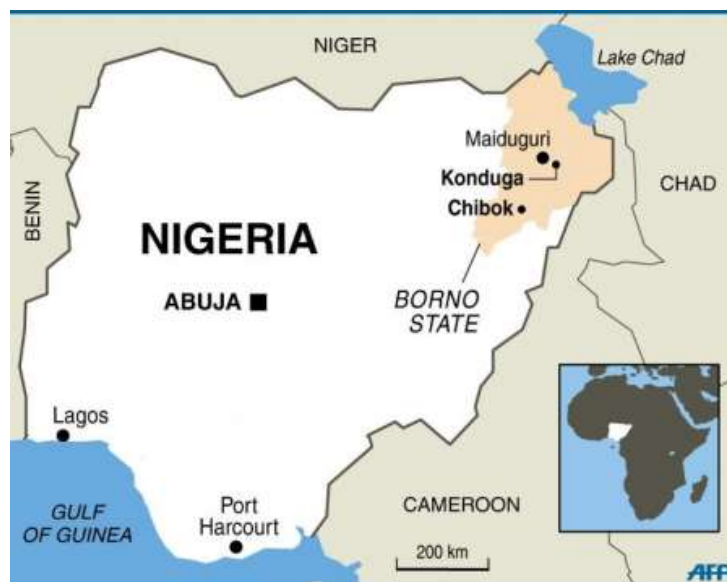 NIGER
Lake Chad
Maiduguri
Konduga
Chibok
CHAD
BENIN
NIGERIA
ABUJA
BORNO
STATE
Lagos
GULF
OF GUINEA
Port
Harcourt
CAMEROON
200 km
AFP